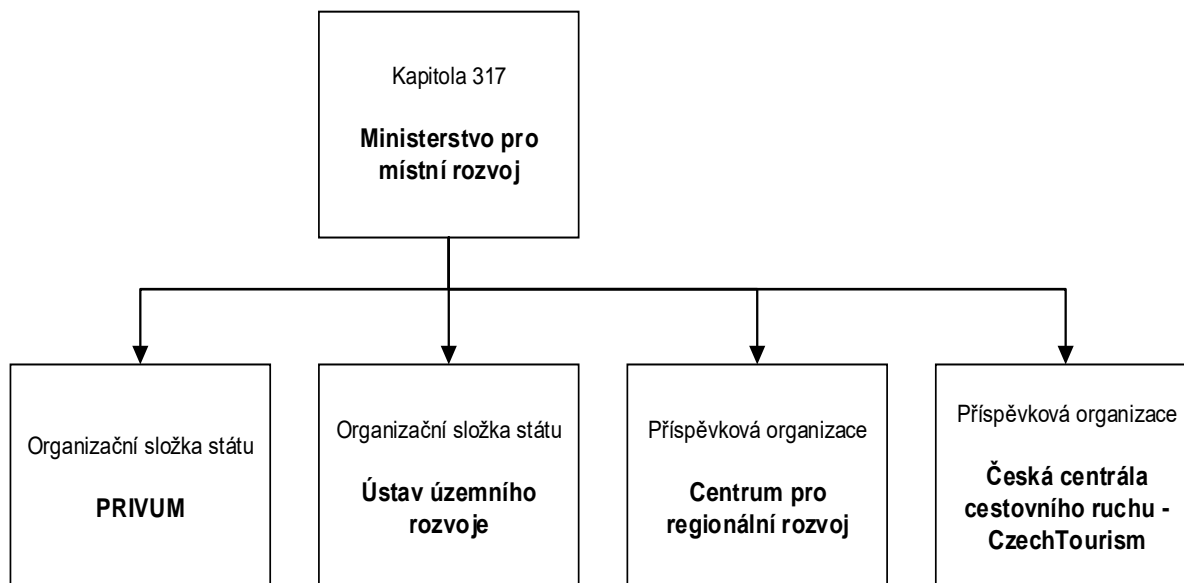 Kapitola 317
Ministerstvo pro
místní rozvoj
Organizační složka státu
PRIVUM
Organizační složka státu
Ústav územního
rozvoje
Příspěvková organizace
Centrum pro
regionální rozvoj
Příspěvková organizace
Česká centrála
cestovního ruchu -
CzechTourism